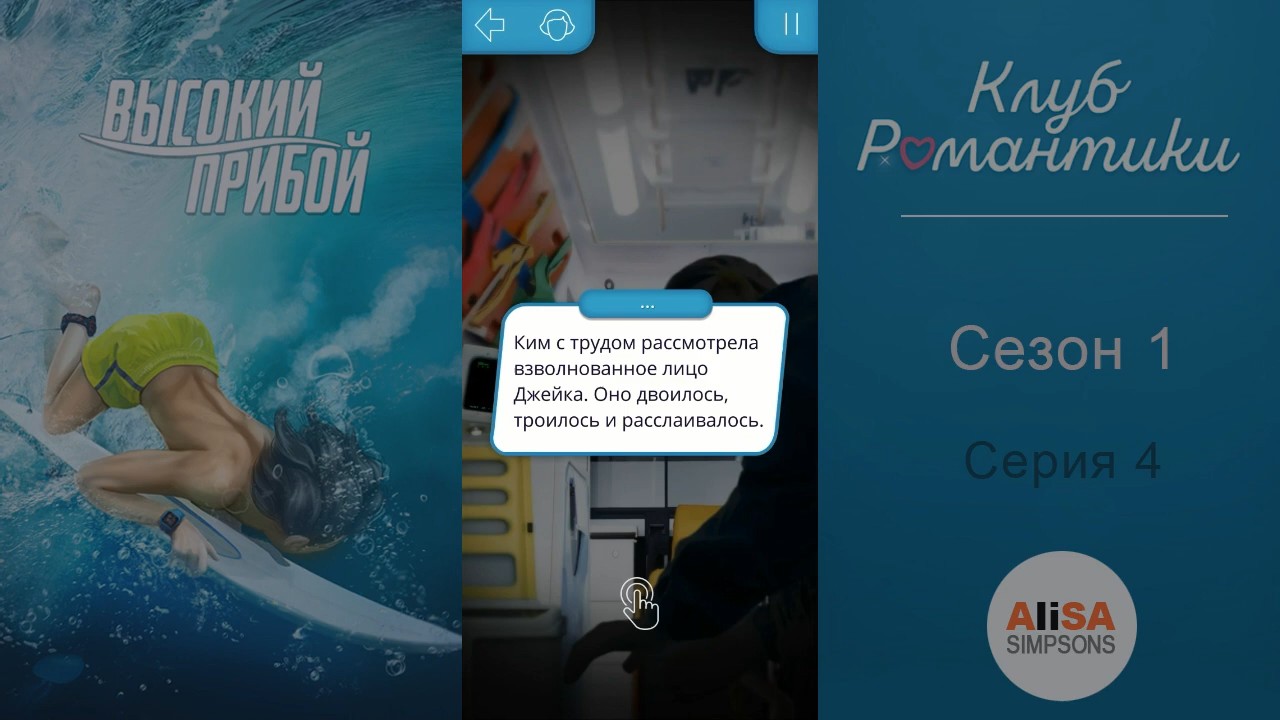 ВЫСОКИЙ
ПРИБОЙ
...
Ким с трудом рассмотрела
взволнованное лицо
Джейка. Оно двоилось,
троилось и расслаивалось.
Клуб
Романтики
Сезон 1
Серия 4
ALiSA
SIMPSONS